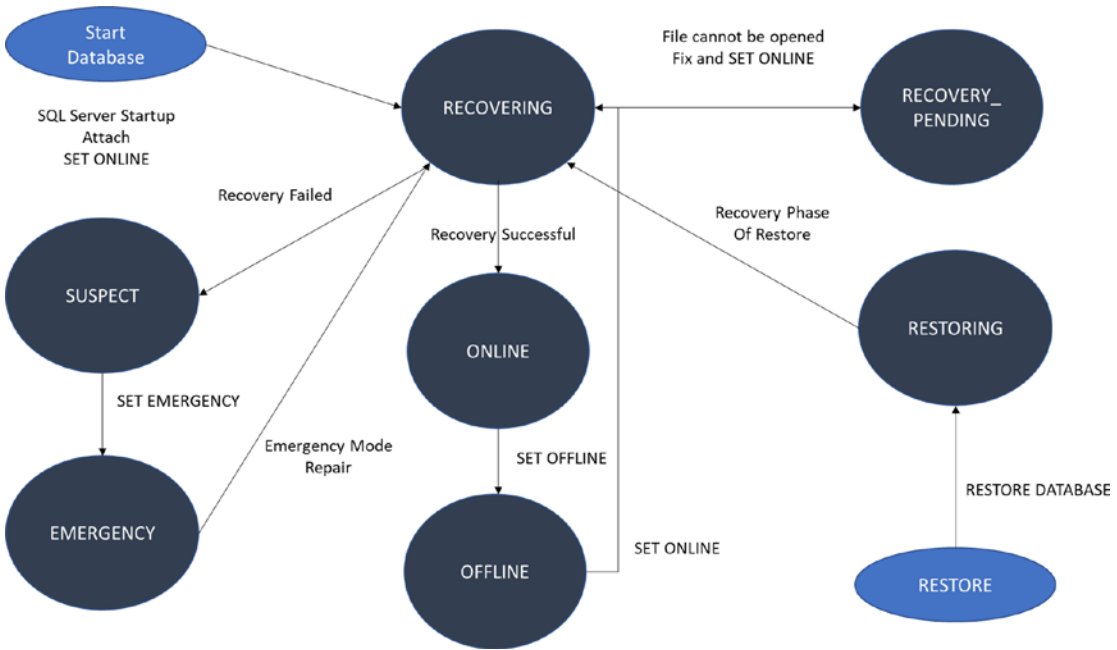 Start
Database
SQL Server Startup
Attach
SET ONLINE
RECOVERING
File cannot be opened
Fix and SET ONLINE
RECOVERY_
PENDING
Recovery Failed
Recovery Successful
Recovery Phase
Of Restore
SUSPECT
ONLINE
RESTORING
SET EMERGENCY
Emergency Mode
Repair
SET OFFLINE
RESTORE DATABASE
EMERGENCY
OFFLINE
SET ONLINE
RESTORE